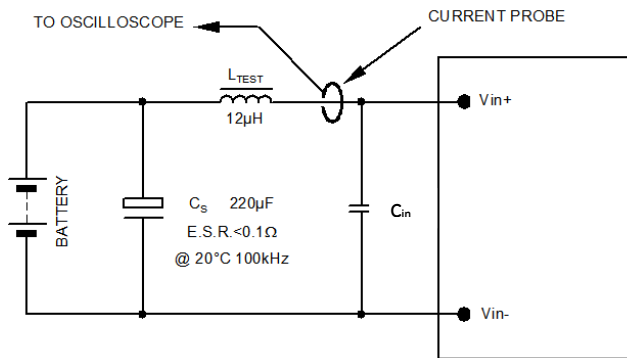 TO OSCILLOSCOPE
CURRENT PROBE
LTEST
12μH
Vin+
BATTERY
Cs 220μF
E.S.R.<0.1Ω
@ 20°C 100kHz
Cin
Vin-